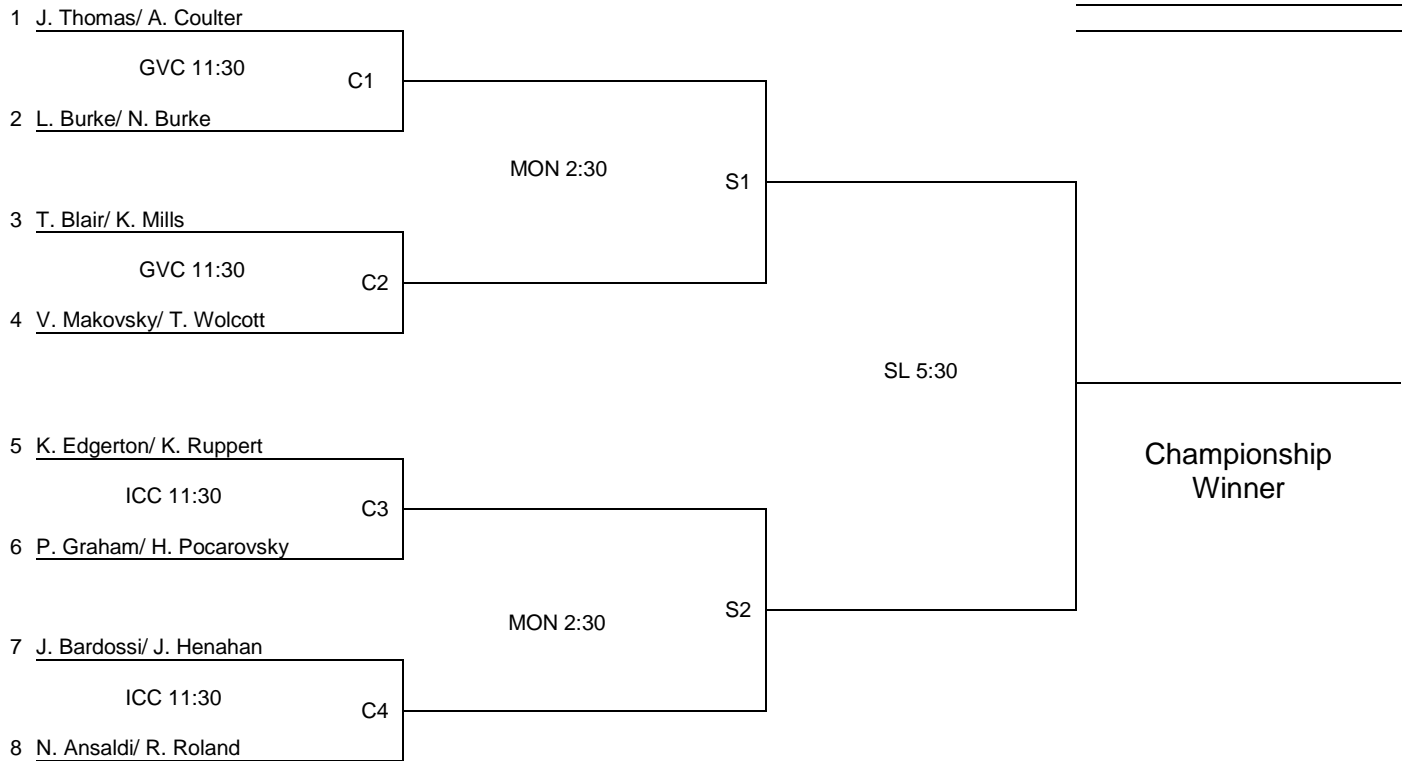 1 J. Thomas/ A. Coulter
GVC 11:30
C1
2 L. Burke/ N. Burke
MON 2:30
S1
3 T. Blair/ K. Mills
GVC 11:30
C2
4 V. Makovsky/ T. Wolcott
SL 5:30
5 K. Edgerton/ K. Ruppert
Championship
Winner
ICC 11:30
C3
6 P. Graham/ H. Pocarovsky
MON 2:30
S2
7 J. Bardossi/ J. Henahan
ICC 11:30
C4
8 N. Ansaldi/ R. Roland